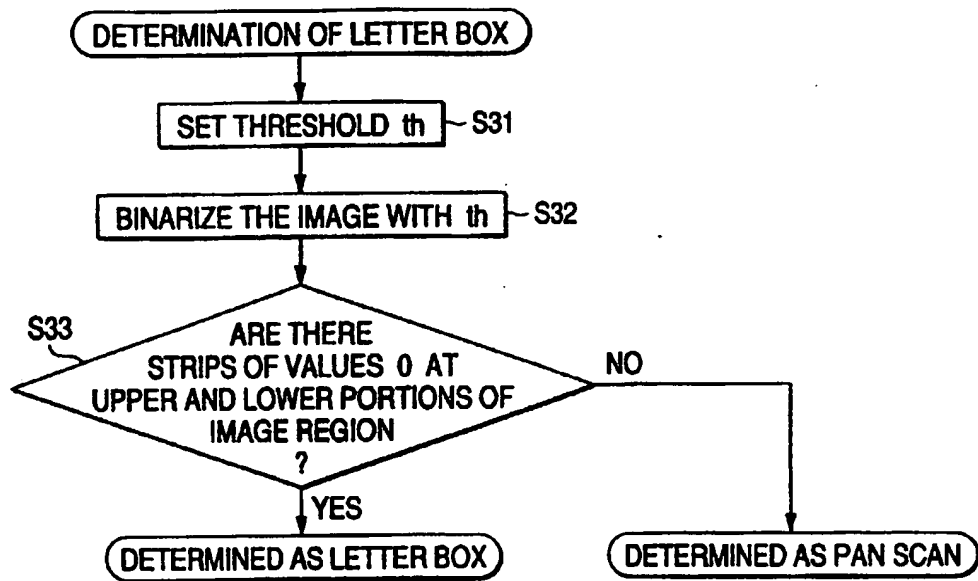 DETERMINATION OF LETTER BOX
SET THRESHOLD th
S31
BINARIZE THE IMAGE WITH th
S32
S33
ARE THERE
STRIPS OF VALUES 0 AT
UPPER AND LOWER PORTIONS OF
IMAGE REGION
?
NO
YES
DETERMINED AS LETTER BOX
DETERMINED AS PAN SCAN